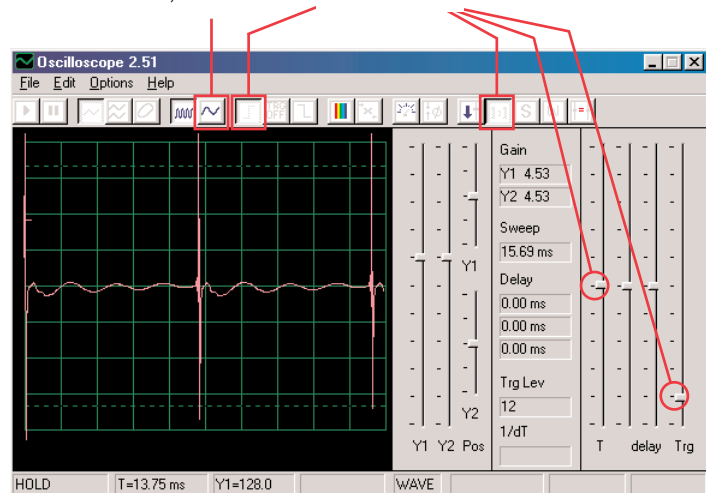 Oscilloscope 2.51
File Edit Options Help
TRG
OFF
S
Gain
Y1 4.53
Y2 4.53
Sweep
15.69 ms
Delay
0.00 ms
0.00 ms
0.00 ms
Trg Lev
12
1/dT
Y1
Y2
Y1 Y2 Pos
T delay Trg
HOLD T=13.75 ms Y1=128.0 WAVE